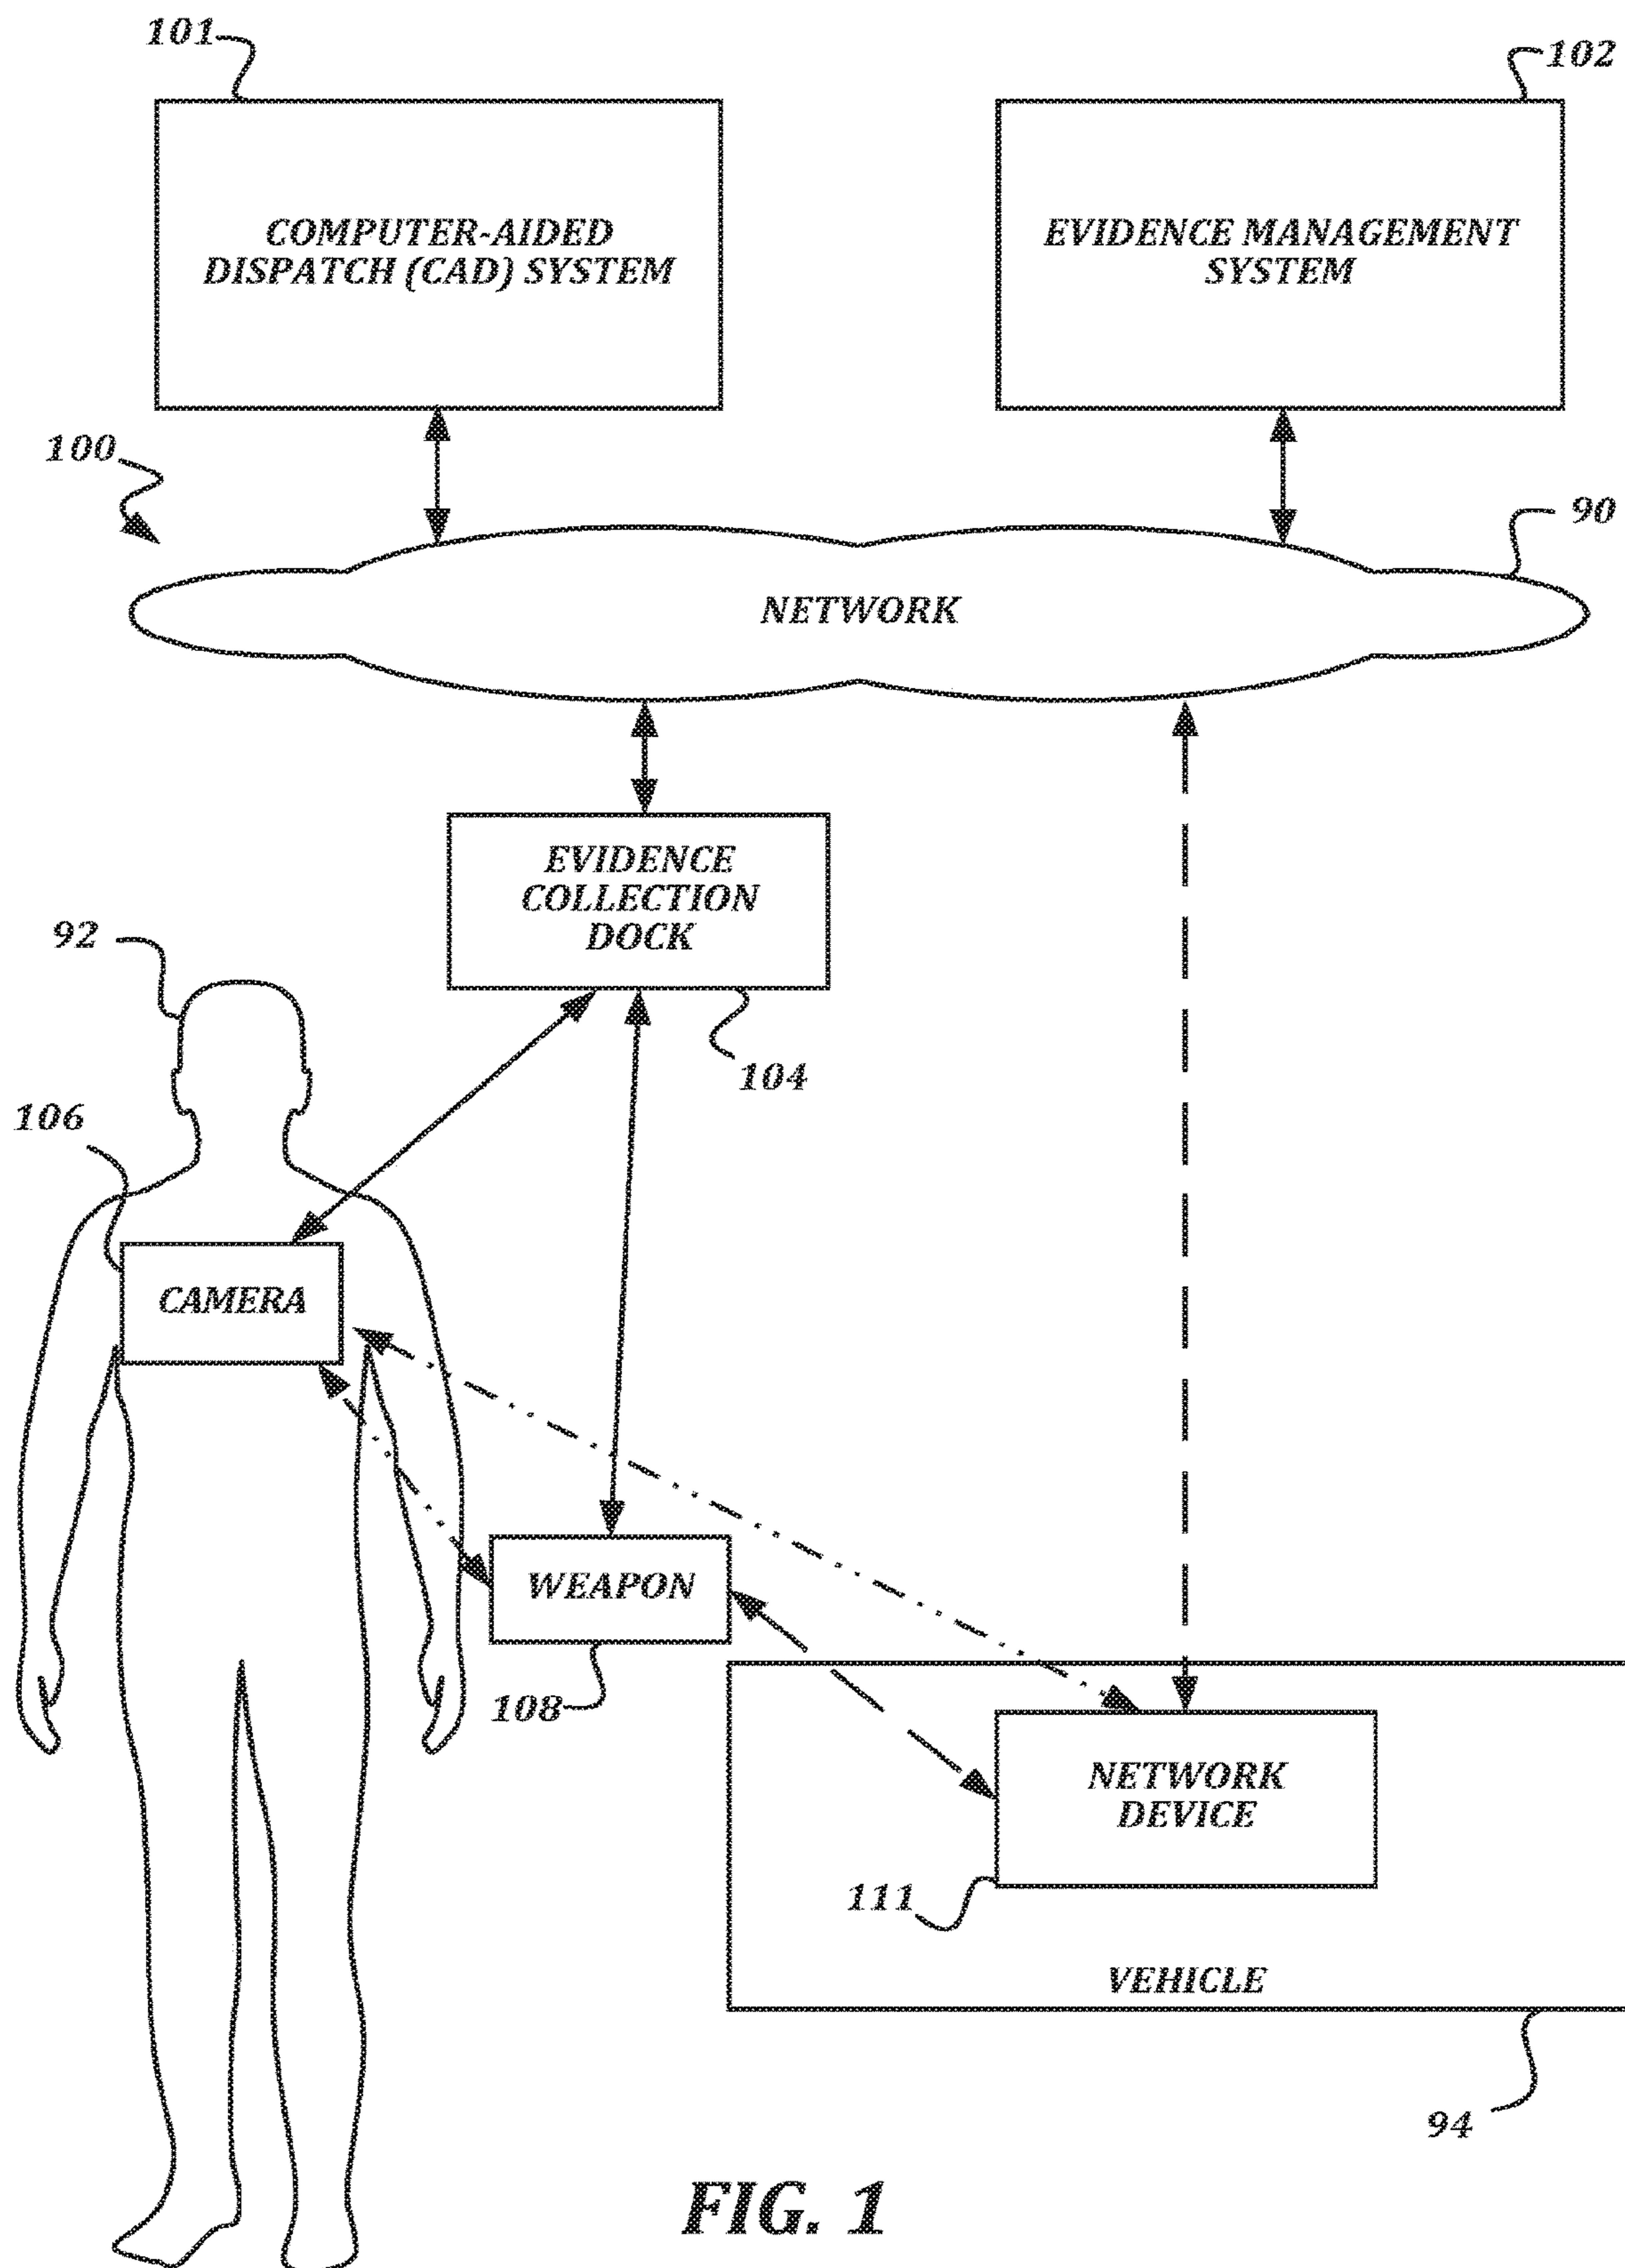 101
102
COMPUTER-AIDED
DISPATCH (CAD) SYSTEM
EVIDENCE MANAGEMENT
SYSTEM
100
90
NETWORK
EVIDENCE
COLLECTION
DOCK
92
104
106
CAMERA
WEAPON
108
NETWORK
DEVICE
111
VEHICLE
94
FIG. 1